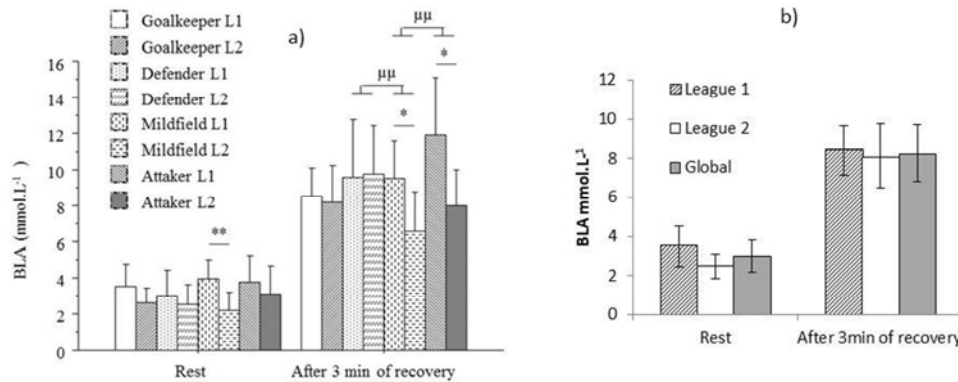 a)
BLA (mmol.L⁻¹)
16
14
12
10
8
6
4
2
0
Goalkeeper L1
Goalkeeper L2
Defender L1
Defender L2
Mildfield L1
Mildfield L2
Attaker L1
Attaker L2
**
μμ
*
μμ
*
Rest
After 3 min of recovery
b)
BLA mmol.L⁻¹
12
10
8
6
4
2
0
League 1
League 2
Global
Rest
After 3min of recovery